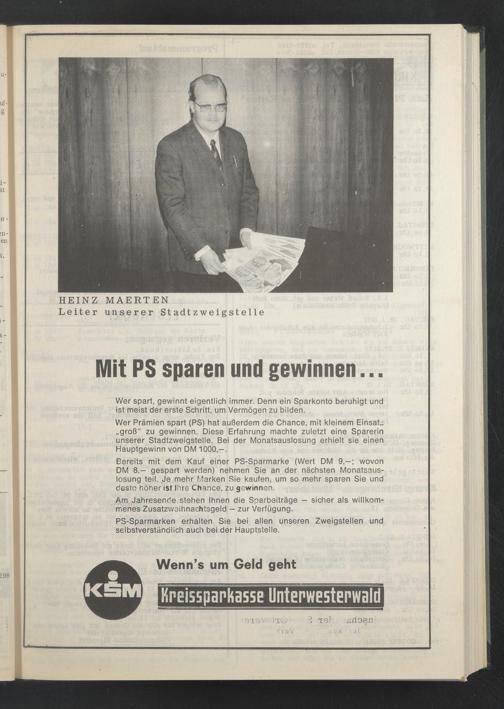 HEINZ MAERTEN
Leiter unserer Stadtzweigstelle
Mit PS sparen und gewinnen...
Wer spart, gewinnt eigentlich immer. Denn ein Sparkonto beruhigt und
ist meist der erste Schritt, um Vermögen zu bilden.
Wer Prämien spart (PS) hat außerdem die Chance, mit kleinem Einsatz
„groß" zu gewinnen. Diese Erfahrung machte zuletzt eine Sparerin
unserer Stadtzweigstelle. Bei der Monatsauslosung erhielt sie einen
Hauptgewinn von DM 1000,—.
Bereits mit dem Kauf einer PS-Sparmarke (Wert DM 9,—; wovon
DM 8.— gespart werden) nehmen Sie an der nächsten Monatsaus-
losung teil. Je mehr Marken Sie kaufen, um so mehr sparen Sie und
desto höher ist Ihre Chance, zu gewinnen.
Am Jahresende stehen Ihnen die Sparbeiträge — sicher als willkom-
menes Zusatzweihnachtsgeld — zur Verfügung.
PS-Sparmarken erhalten Sie bei allen unseren Zweigstellen und
selbstverständlich auch bei der Hauptstelle.
Wenn's um Geld geht
KSM
Kreissparkasse Unterwesterwald